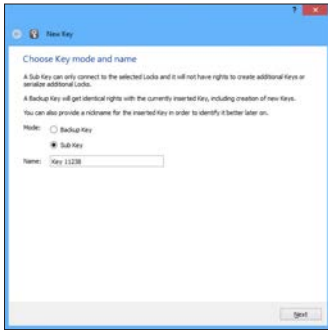 ?
New Key
Choose Key mode and name
A Sub Key can only connect to the selected Locks and it will not have rights to create additional Keys or
serialize additional Locks.
A Backup Key will get identical rights with the currently inserted Key, including creation of new Keys.
You can also provide a nickname for the inserted Key in order to identify it better later on.
Mode: Backup Key
Sub Key
Name: Key 11238
Next